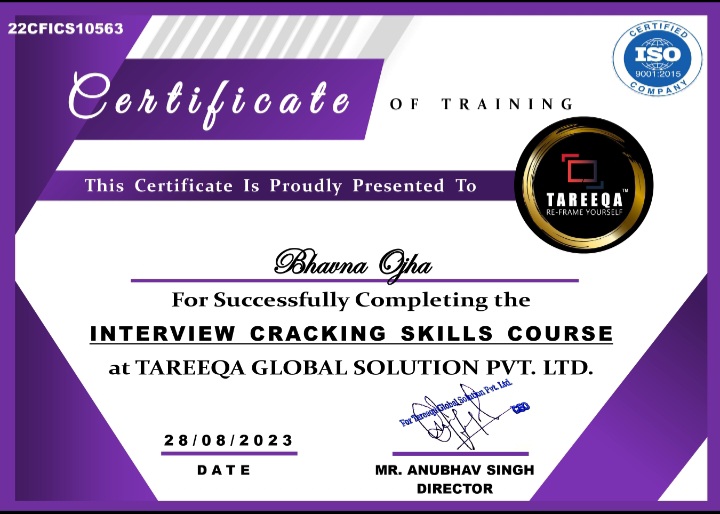 22CFICS10563
CERTIFIED
ISO
9001:2015
COMPANY
Certificate OF TRAINING
This Certificate Is Proudly Presented To
TAREEQA™
RE-FRAME YOURSELF
Bhavna Ojha
For Successfully Completing the
INTERVIEW CRACKING SKILLS COURSE
at TAREEQA GLOBAL SOLUTION PVT. LTD.
For Tareeqa Global Solution Pvt. Ltd.
CEO
28/08/2023
DATE
MR. ANUBHAV SINGH
DIRECTOR